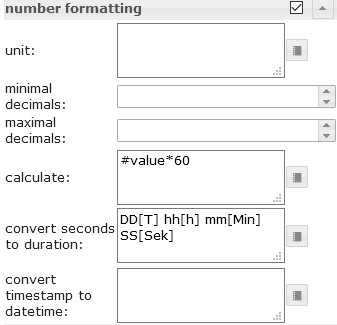 number formatting
unit:
minimal
decimals:
maximal
decimals:
calculate:
#value*60
convert seconds
to duration:
DD[T] hh[h] mm[Min]
SS[Sek]
convert
timestamp to
datetime: